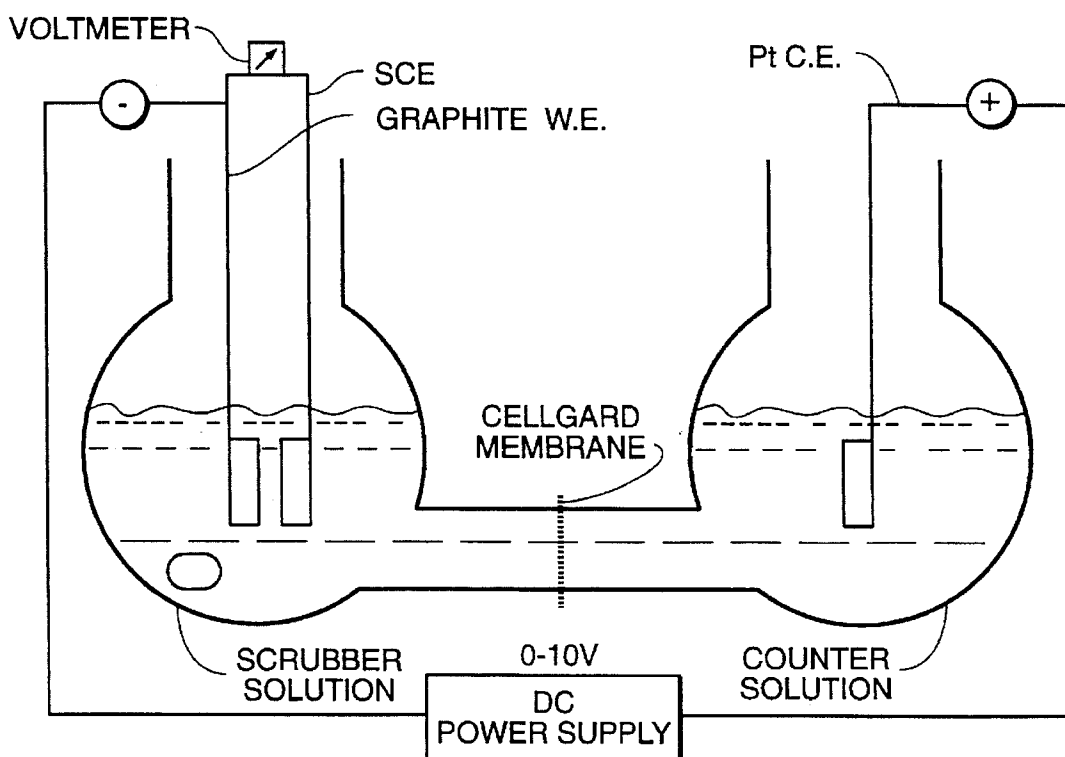 VOLTMETER
SCE
GRAPHITE W.E.
Pt C.E.
-
+
CELLGARD
MEMBRANE
SCRUBBER
SOLUTION
0-10V
DC
POWER SUPPLY
COUNTER
SOLUTION